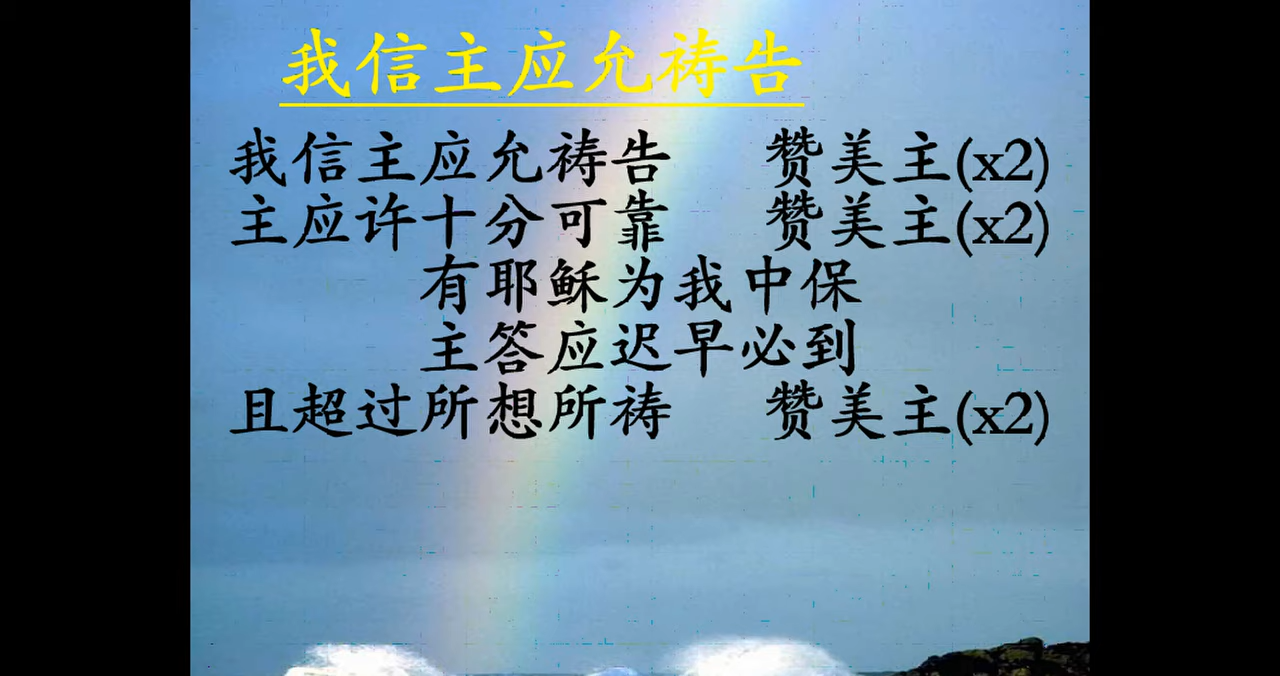 我信主应允祷告
我信主应允祷告 赞美主(x2)
主应许十分可靠 赞美主(x2)
有耶稣为我中保
主答应迟早必到
且超过所想所祷 赞美主(x2)